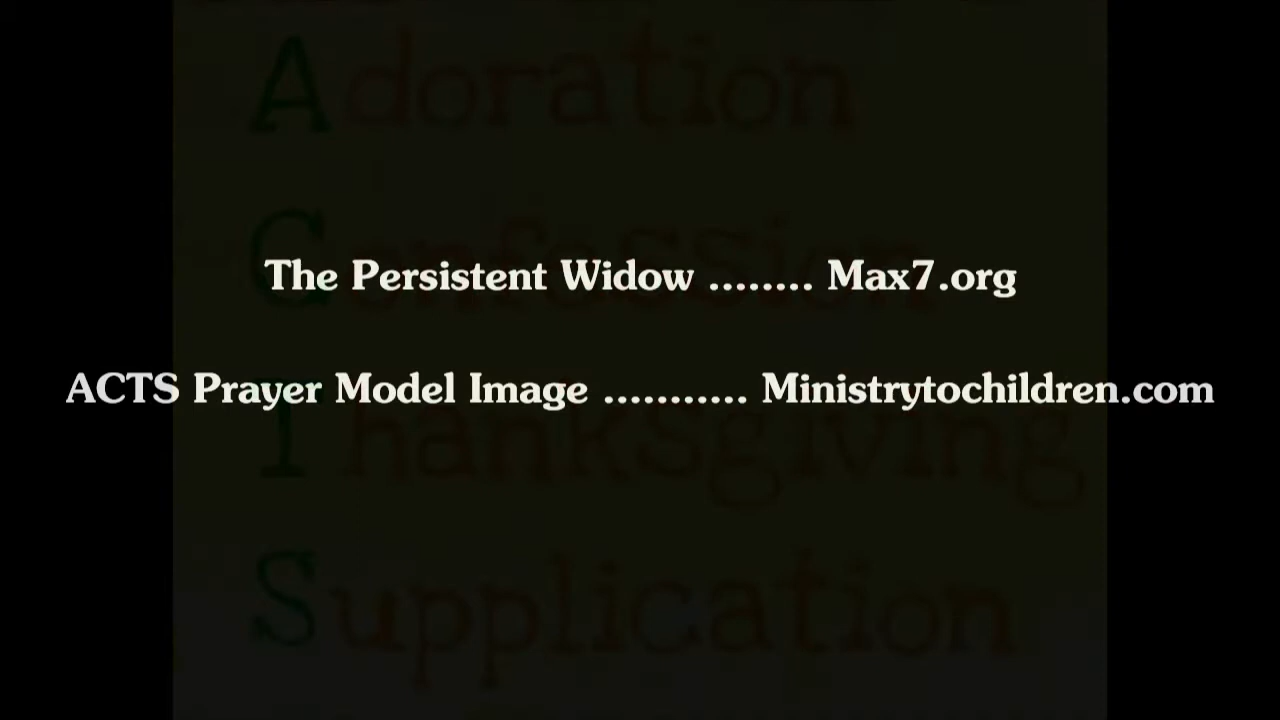 Adoration
Confession
The Persistent Widow ........ Max7.org
ACTS Prayer Model Image ........... Ministrytochildren.com
Thanksgiving
Supplication